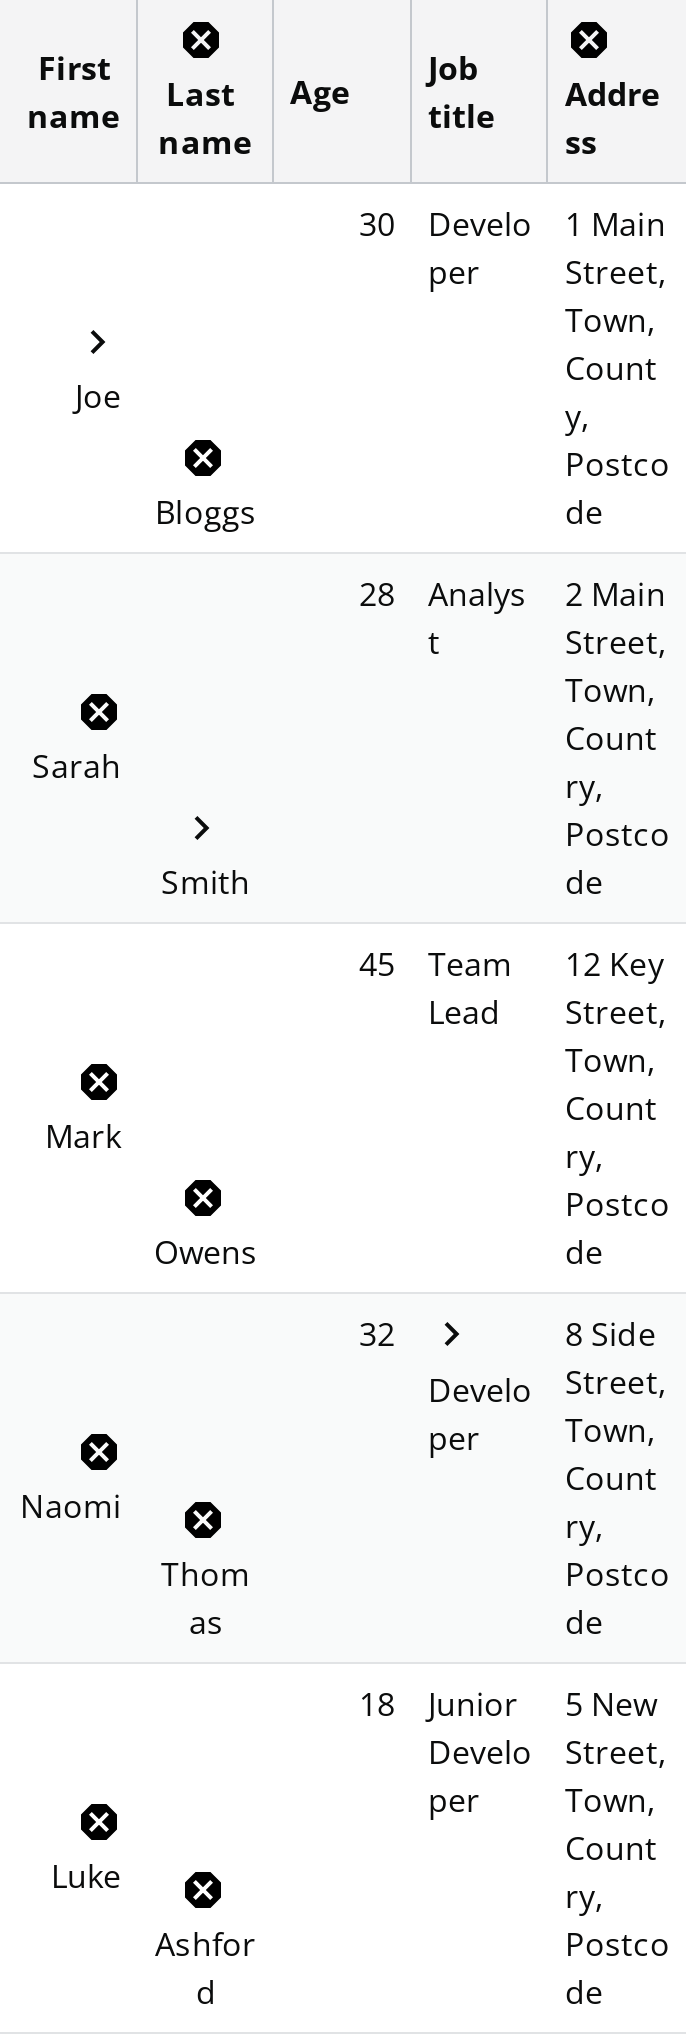 First
name
Last
name
Age
Job
title
Addre
ss
Joe
Bloggs
30
Develo
per
1 Main
Street,
Town,
Count
y,
Postco
de
Sarah
Smith
28
Analys
t
2 Main
Street,
Town,
Count
ry,
Postco
de
Mark
Owens
45
Team
Lead
12 Key
Street,
Town,
Count
ry,
Postco
de
Naomi
Thom
as
32
Develo
per
8 Side
Street,
Town,
Count
ry,
Postco
de
Luke
Ashfor
d
18
Junior
Develo
per
5 New
Street,
Town,
Count
ry,
Postco
de